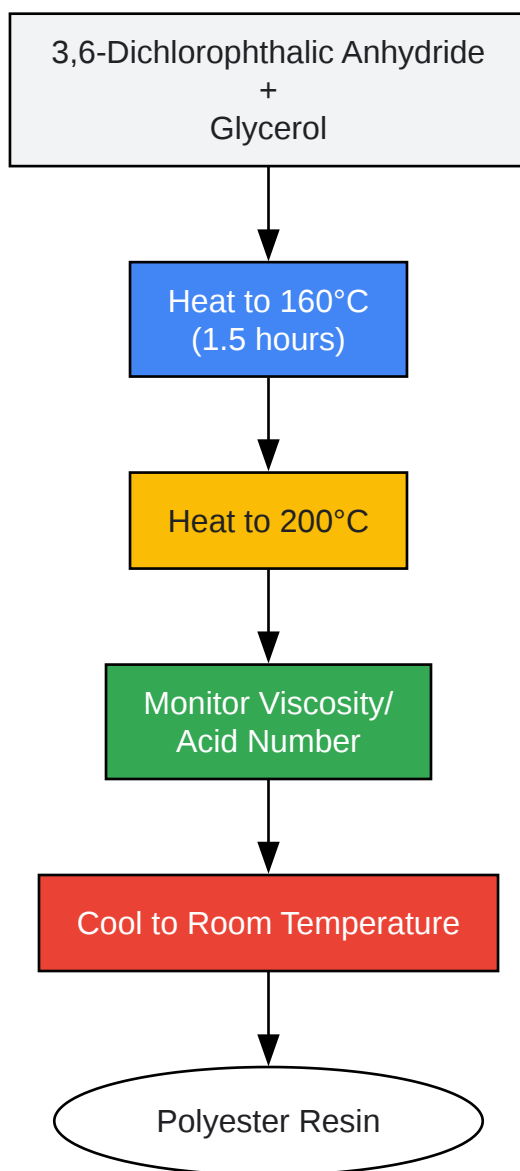 3,6-Dichlorophthalic Anhydride
+
Glycerol
Heat to 160°C
(1.5 hours)
Heat to 200°C
Monitor Viscosity/
Acid Number
Cool to Room Temperature
Polyester Resin